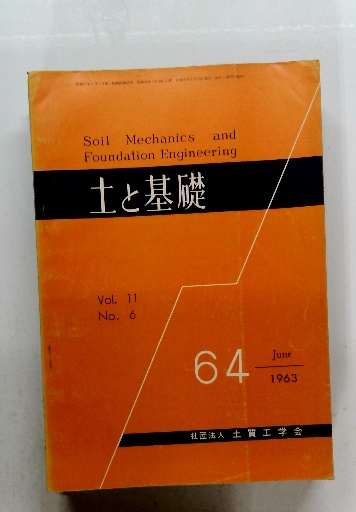 Soil Mechanics and
Foundation Engineering
土と基礎
Vol. 11
No. 6
64
June
1963
社団法人 土質工学会